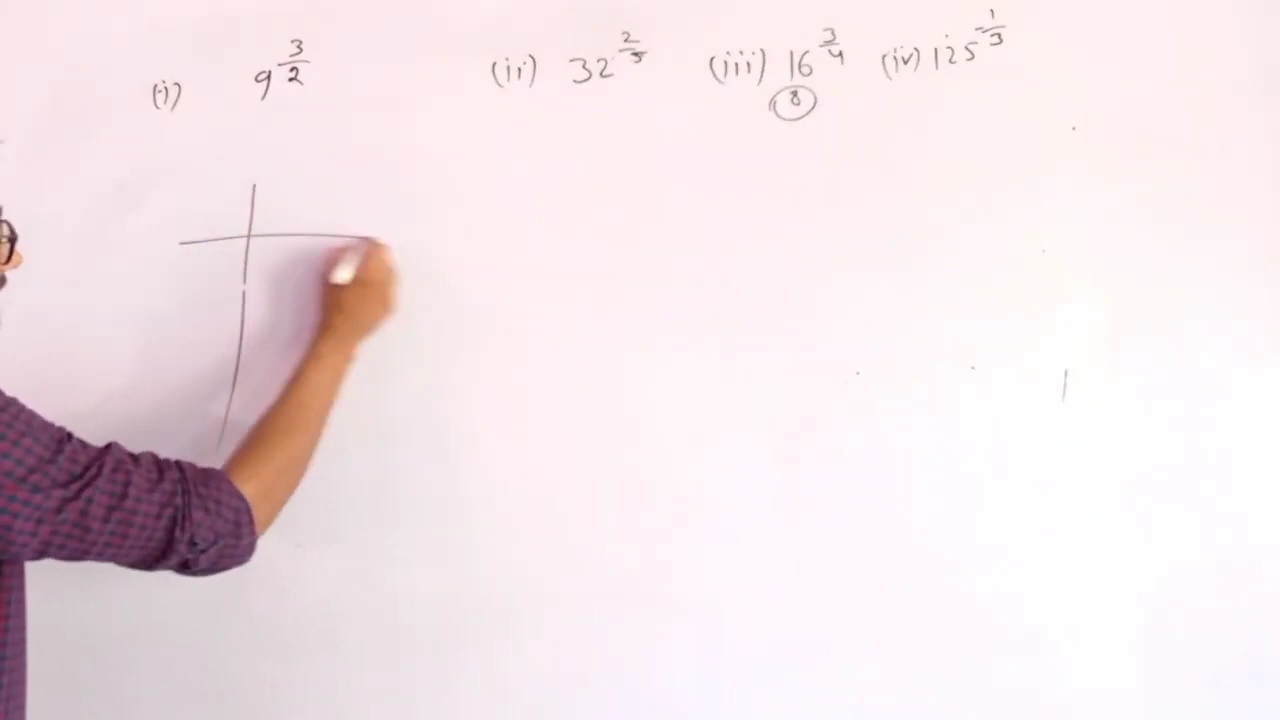 (i) 9^{3/2} (ii) 32^{2/5} (iii) 16^{3/4} (iv) 125^{-1/3}
8